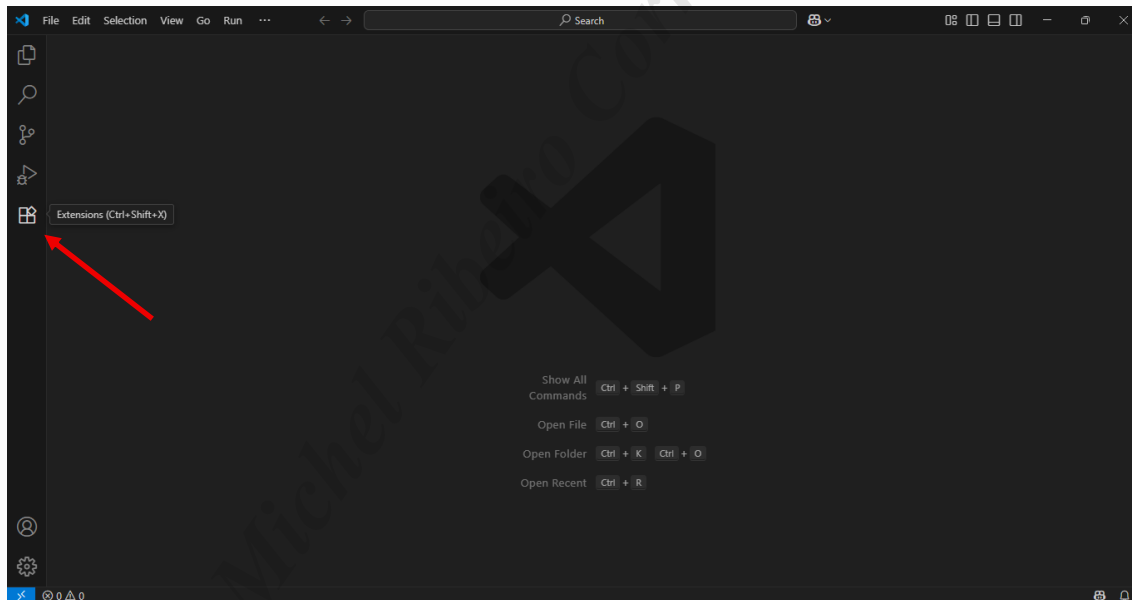 File Edit Selection View Go Run ...
Search
Extensions (Ctrl+Shift+X)
Show All
Commands
Ctrl + Shift + P
Open File Ctrl + O
Open Folder Ctrl + K Ctrl + O
Open Recent Ctrl + R
0 0
Michel Ribeiro